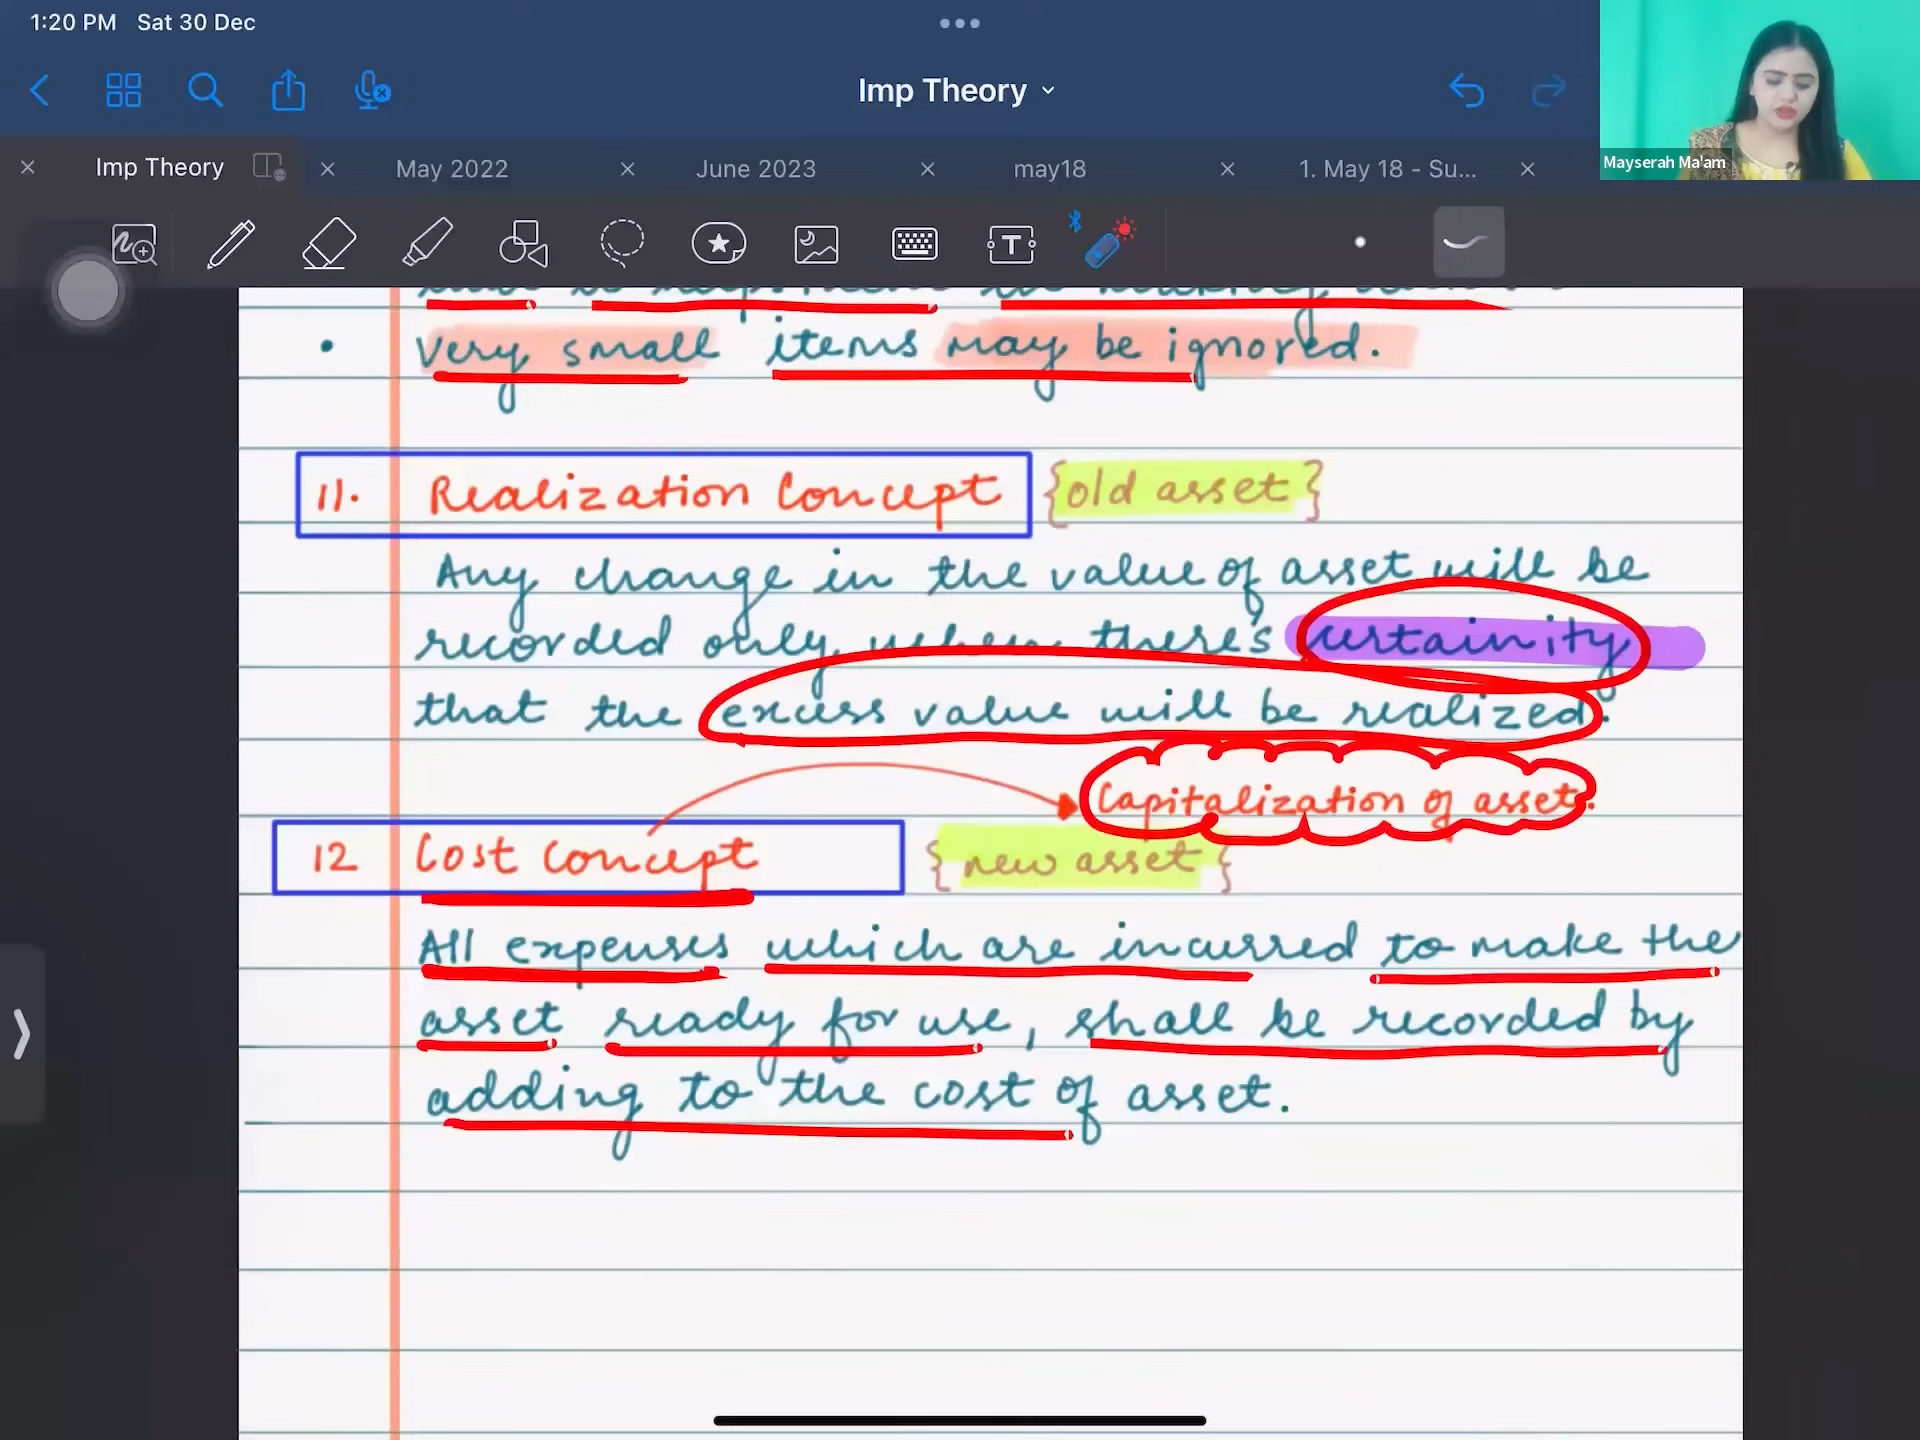 1:20 PM Sat 30 Dec
Imp Theory
Imp Theory
May 2022
June 2023
may18
1. May 18 - Su...
Mayserah Ma'am
T
• very small items may be ignored.
11. Realization Concept {old asset}
Any change in the value of asset will be
recorded only when there's certainity
that the excess value will be realized.
Capitalization of asset.
12 Cost Concept {new asset}
All expenses which are incurred to make the
asset ready for use, shall be recorded by
adding to the cost of asset.